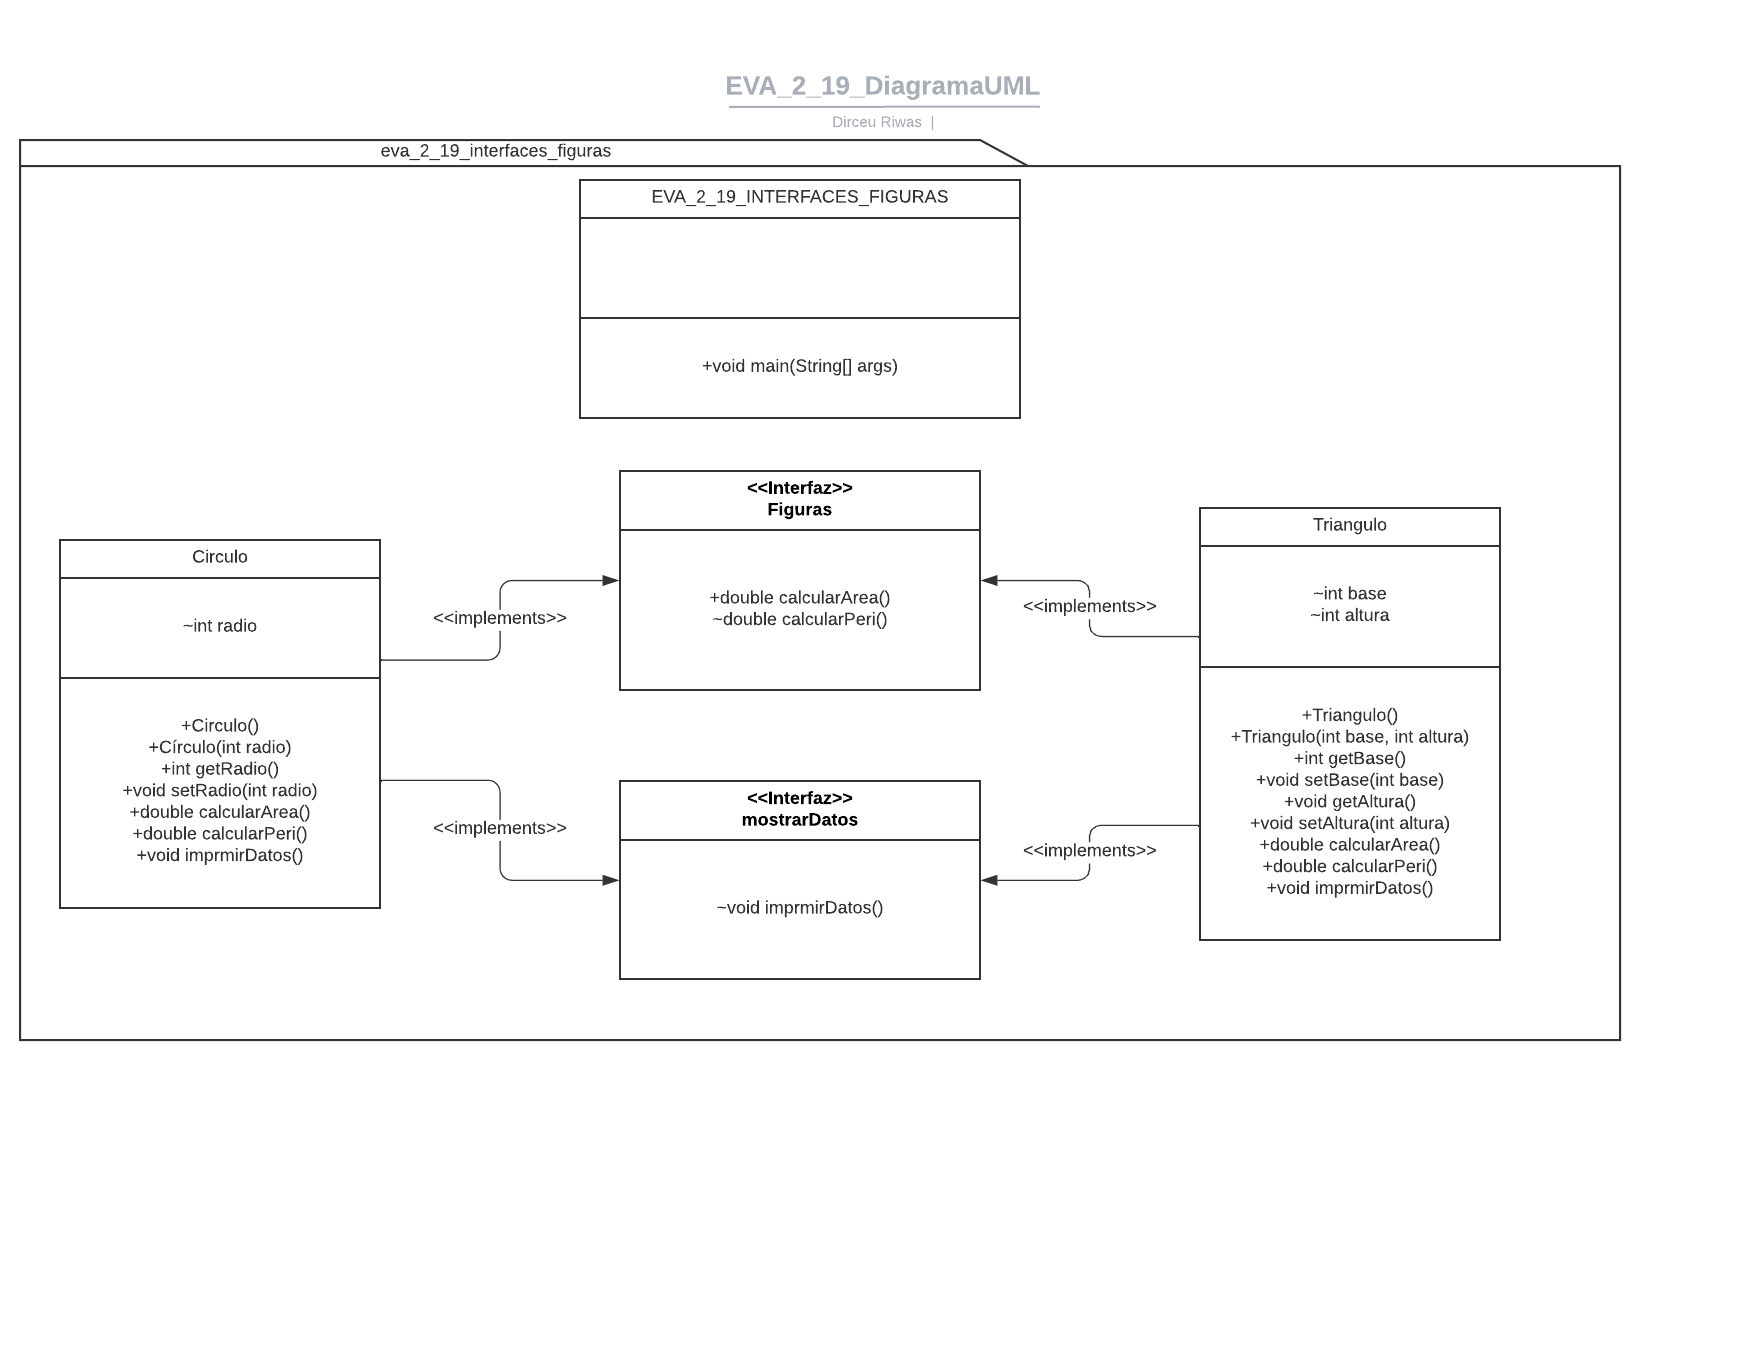 EVA_2_19_DiagramaUML
Dirceu Riwas |
eva_2_19_interfaces_figuras
EVA_2_19_INTERFACES_FIGURAS
+void main(String[] args)
<<Interfaz>>
Figuras
+double calcularArea()
~double calcularPeri()
Circulo
~int radio
+Circulo()
+Círculo(int radio)
+int getRadio()
+void setRadio(int radio)
+double calcularArea()
+double calcularPeri()
+void imprmirDatos()
<<implements>>
<<implements>>
<<Interfaz>>
mostrarDatos
~void imprmirDatos()
<<implements>>
<<implements>>
Triangulo
~int base
~int altura
+Triangulo()
+Triangulo(int base, int altura)
+int getBase()
+void setBase(int base)
+void getAltura()
+void setAltura(int altura)
+double calcularArea()
+double calcularPeri()
+void imprmirDatos()